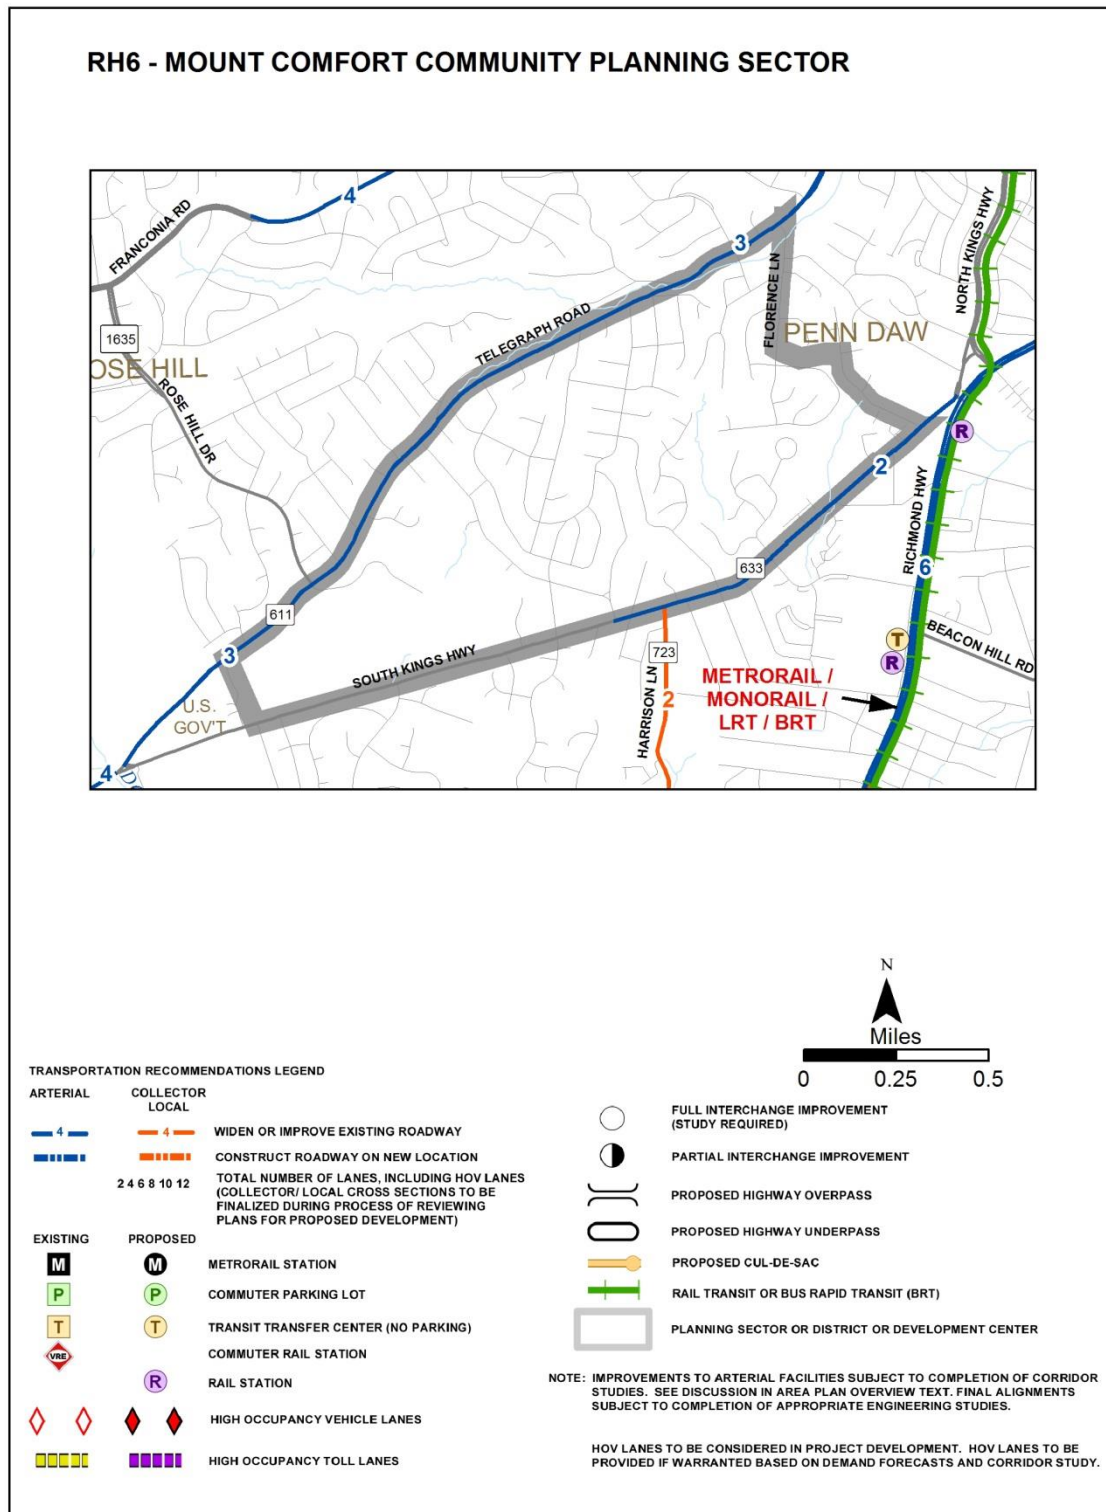 RH6 - MOUNT COMFORT COMMUNITY PLANNING SECTOR
FRANCONIA RD
4
3
NORTH KINGS HWY
1635
OSE HILL
ROSE HILL DR
TELEGRAPH ROAD
FLORENCE LN
PENN DAW
R
2
RICHMOND HWY
6
633
611
3
SOUTH KINGS HWY
723
HARRISON LN
2
T
R
BEACON HILL RD
METRORAIL /
MONORAIL /
LRT / BRT
U.S.
GOV'T
4
N
Miles
0 0.25 0.5
TRANSPORTATION RECOMMENDATIONS LEGEND
ARTERIAL COLLECTOR
LOCAL
4 4 WIDEN OR IMPROVE EXISTING ROADWAY
CONSTRUCT ROADWAY ON NEW LOCATION
2 4 6 8 10 12 TOTAL NUMBER OF LANES, INCLUDING HOV LANES
(COLLECTOR/ LOCAL CROSS SECTIONS TO BE
FINALIZED DURING PROCESS OF REVIEWING
PLANS FOR PROPOSED DEVELOPMENT)
EXISTING PROPOSED
M M METRORAIL STATION
P P COMMUTER PARKING LOT
T T TRANSIT TRANSFER CENTER (NO PARKING)
VRE COMMUTER RAIL STATION
R RAIL STATION
HIGH OCCUPANCY VEHICLE LANES
HIGH OCCUPANCY TOLL LANES
FULL INTERCHANGE IMPROVEMENT
(STUDY REQUIRED)
PARTIAL INTERCHANGE IMPROVEMENT
PROPOSED HIGHWAY OVERPASS
PROPOSED HIGHWAY UNDERPASS
PROPOSED CUL-DE-SAC
RAIL TRANSIT OR BUS RAPID TRANSIT (BRT)
PLANNING SECTOR OR DISTRICT OR DEVELOPMENT CENTER
NOTE: IMPROVEMENTS TO ARTERIAL FACILITIES SUBJECT TO COMPLETION OF CORRIDOR
STUDIES. SEE DISCUSSION IN AREA PLAN OVERVIEW TEXT. FINAL ALIGNMENTS
SUBJECT TO COMPLETION OF APPROPRIATE ENGINEERING STUDIES.
HOV LANES TO BE CONSIDERED IN PROJECT DEVELOPMENT. HOV LANES TO BE
PROVIDED IF WARRANTED BASED ON DEMAND FORECASTS AND CORRIDOR STUDY.